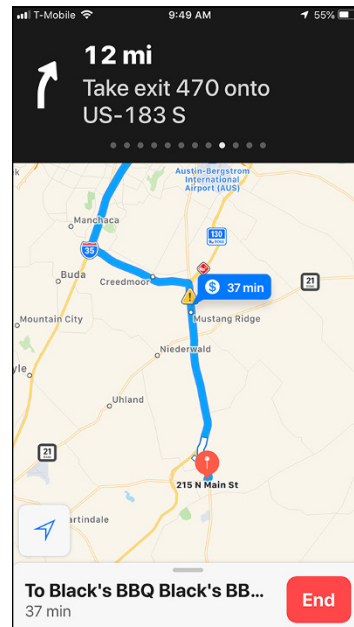 T-Mobile 9:49 AM 55%
12 mi
Take exit 470 onto
US-183 S
Austin-Bergstrom
International
Airport (AUS)
Manchaca
130
35
Buda
Creedmoor
$ 37 min
21
Mountain City
Mustang Ridge
Niederwald
Uhland
21
215 N Main St
To Black's BBQ Black's BB...
37 min
End